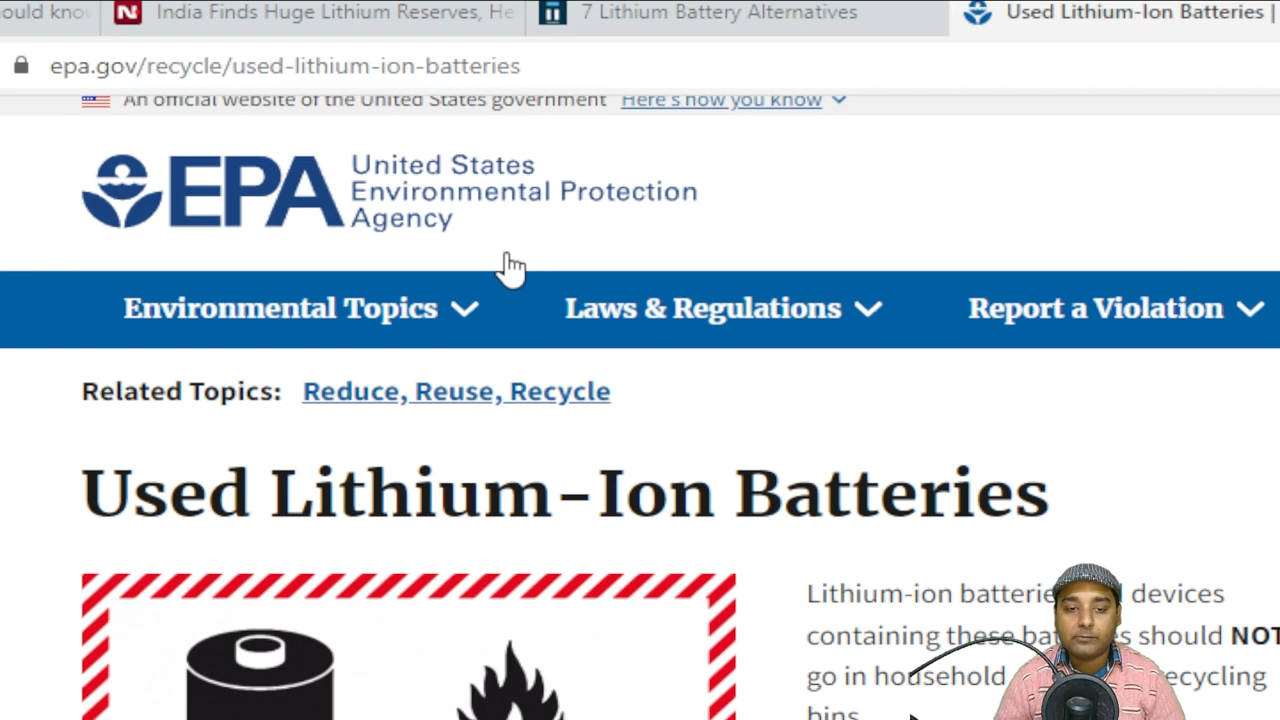 India Finds Huge Lithium Reserves, He
7 Lithium Battery Alternatives
Used Lithium-Ion Batteries |
epa.gov/recycle/used-lithium-ion-batteries
An official website of the United States government Here's how you know
EPA
United States
Environmental Protection
Agency
Environmental Topics
Laws & Regulations
Report a Violation
Related Topics: Reduce, Reuse, Recycle
Used Lithium-Ion Batteries
Lithium-ion devices
containing these should NOT
go in household
bins